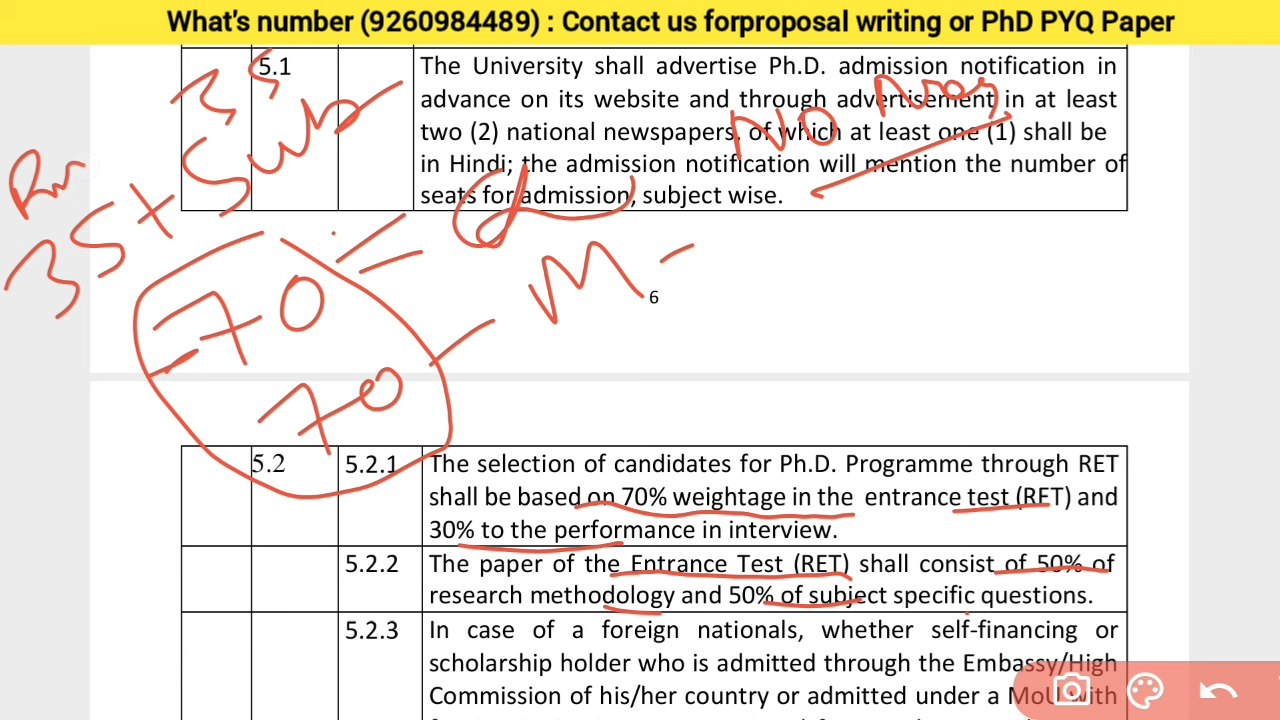 What's number (9260984489) : Contact us forproposal writing or PhD PYQ Paper
5.1
The University shall advertise Ph.D. admission notification in
advance on its website and through advertisement, in at least
two (2) national newspapers, of which at least one (1) shall be
in Hindi; the admission notification will mention the number of
seats for admission, subject wise.
35
35+Sub
NO
70 =
70 - M -
6
5.2 5.2.1 The selection of candidates for Ph.D. Programme through RET
shall be based on 70% weightage in the entrance test (RET) and
30% to the performance in interview.
5.2.2 The paper of the Entrance Test (RET) shall consist of 50% of
research methodology and 50% of subject specific questions.
5.2.3 In case of a foreign nationals, whether self-financing or
scholarship holder who is admitted through the Embassy/High
Commission of his/her country or admitted under a MoU with